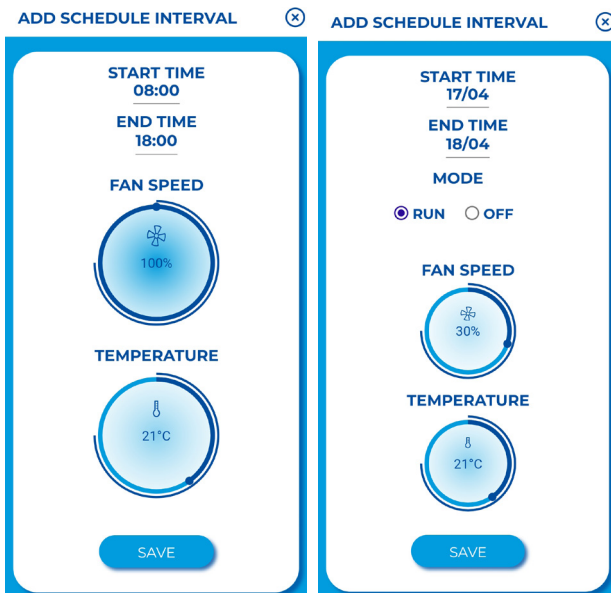 ADD SCHEDULE INTERVAL
START TIME
08:00
END TIME
18:00
FAN SPEED
100%
TEMPERATURE
21°C
SAVE
ADD SCHEDULE INTERVAL
START TIME
17/04
END TIME
18/04
MODE
RUN OFF
FAN SPEED
30%
TEMPERATURE
21°C
SAVE